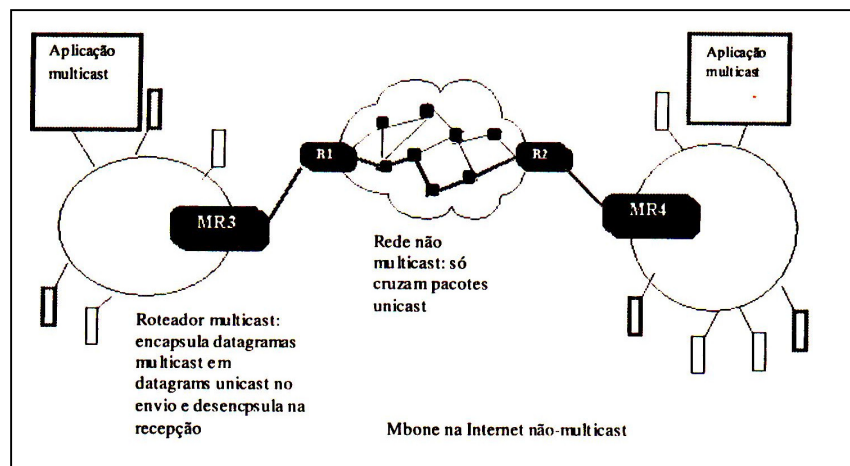 Aplicação
multicast
Aplicação
multicast
R1
R2
MR3
MR4
Rede não
multicast: só
cruzam pacotes
unicast
Roteador multicast:
encapsula datagramas
multicast em
datagrams unicast no
envio e desencpsula na
recepção
Mbone na Internet não-multicast